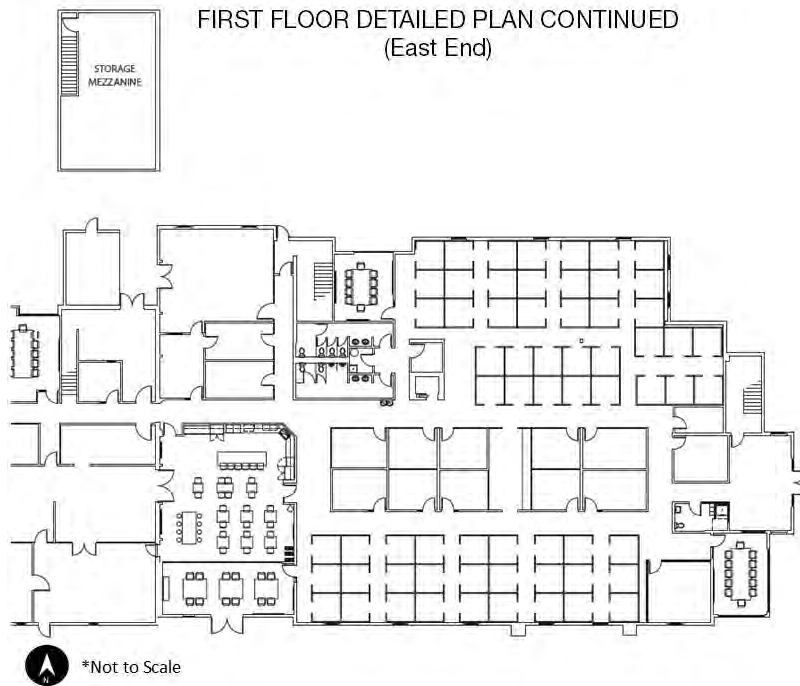 FIRST FLOOR DETAILED PLAN CONTINUED
(East End)
STORAGE
MEZZANINE
N
*Not to Scale